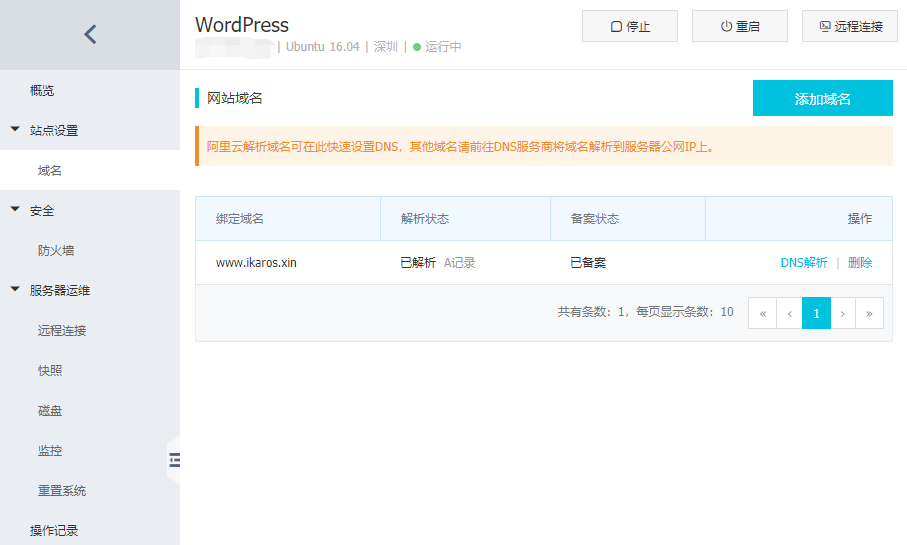 WordPress
| Ubuntu 16.04 | 深圳 | 运行中
停止
重启
远程连接
概览
站点设置
域名
安全
防火墙
服务器运维
远程连接
快照
磁盘
监控
重置系统
操作记录
网站域名
添加域名
阿里云解析域名可在此快速设置DNS，其他域名请前往DNS服务商将域名解析到服务器公网IP上。
绑定域名 解析状态 备案状态 操作
www.ikaros.xin 已解析 A记录 已备案 DNS解析 | 删除
共有条数：1，每页显示条数：10 « ‹ 1 › »